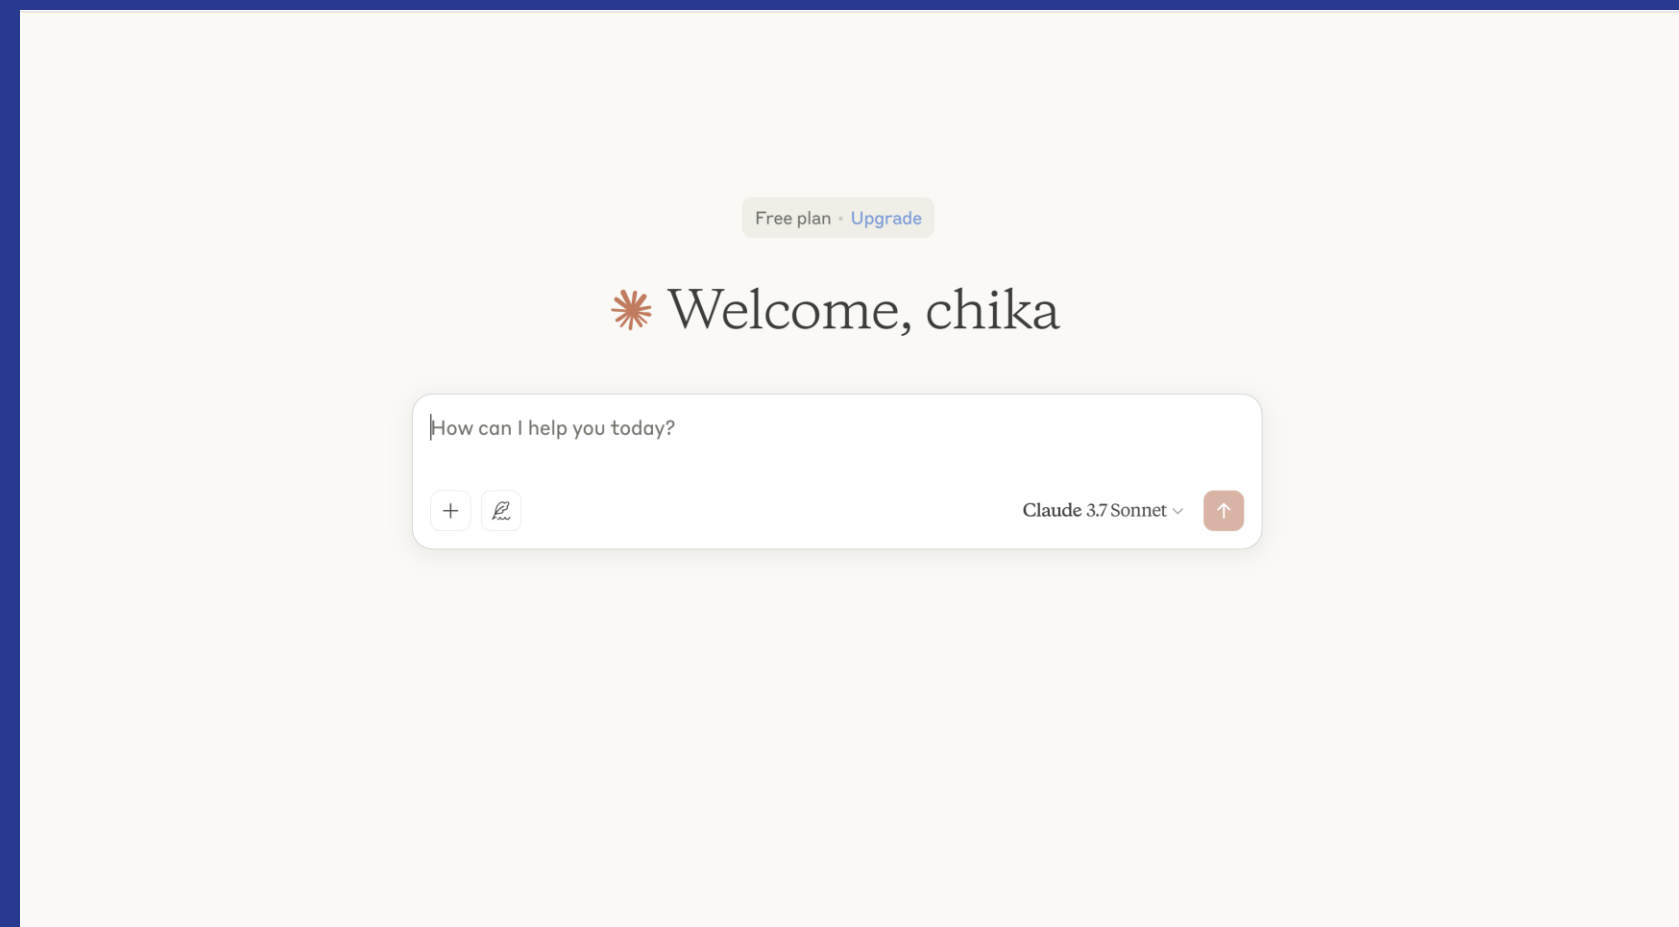 Free plan • Upgrade
Welcome, chika
How can I help you today?
Claude 3.7 Sonnet